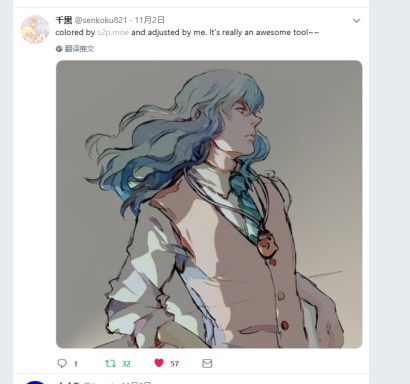 千黑 @senkoku821 · 11月2日
colored by s2p.moe and adjusted by me. It's really an awesome tool~~
翻译推文
1 32 57